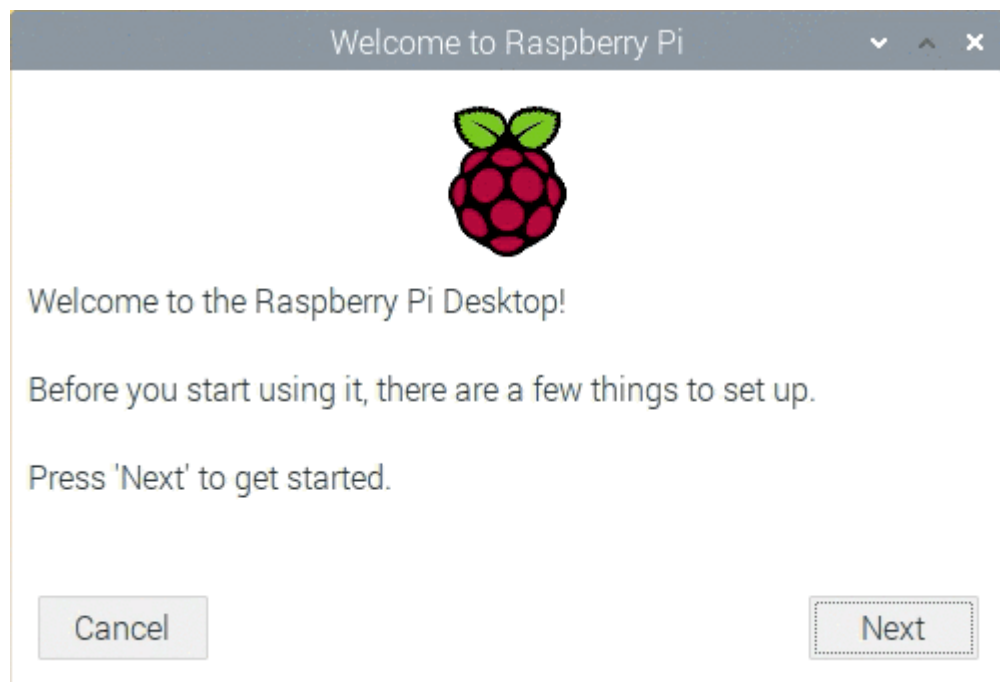 Welcome to Raspberry Pi
Welcome to the Raspberry Pi Desktop!
Before you start using it, there are a few things to set up.
Press 'Next' to get started.
Cancel
Next